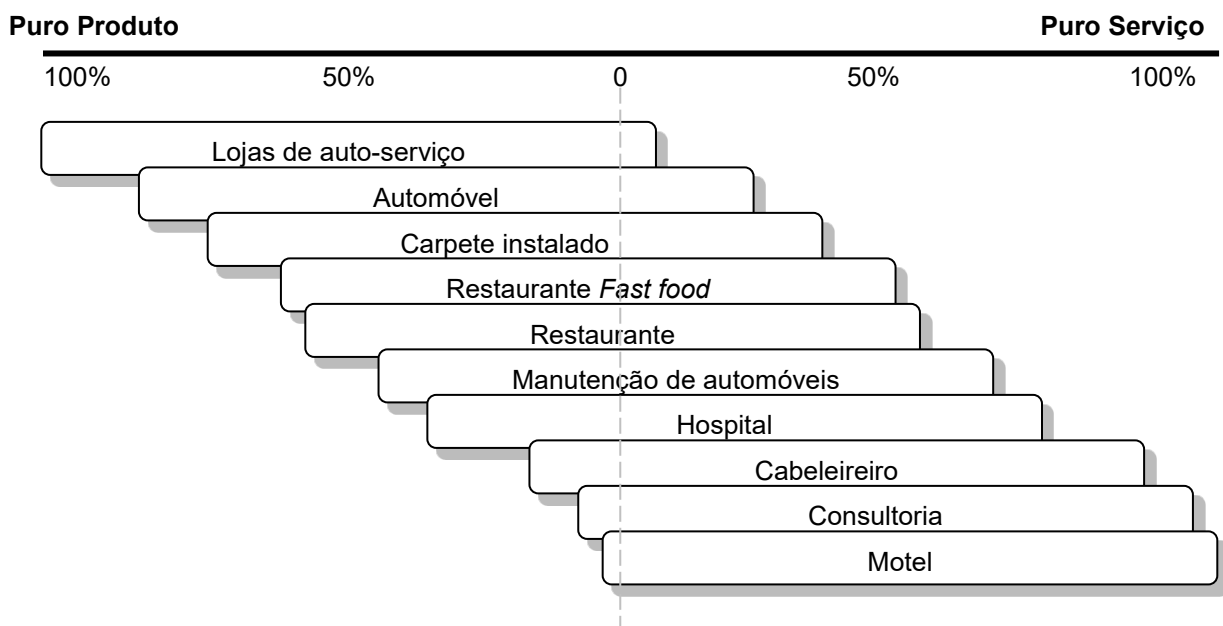 Puro Produto Puro Serviço
100% 50% 0 50% 100%
Lojas de auto-serviço
Automóvel
Carpete instalado
Restaurante Fast food
Restaurante
Manutenção de automóveis
Hospital
Cabeleireiro
Consultoria
Motel